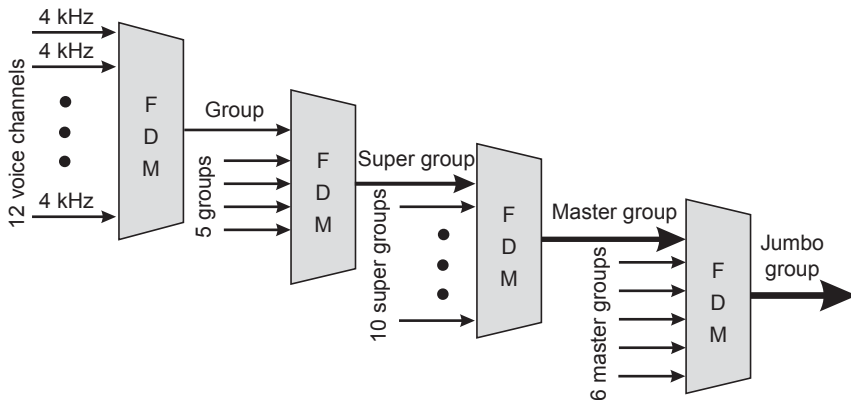 4 kHz
4 kHz
4 kHz
12 voice channels
F
D
M
Group
5 groups
F
D
M
Super group
10 super groups
F
D
M
Master group
6 master groups
F
D
M
Jumbo
group